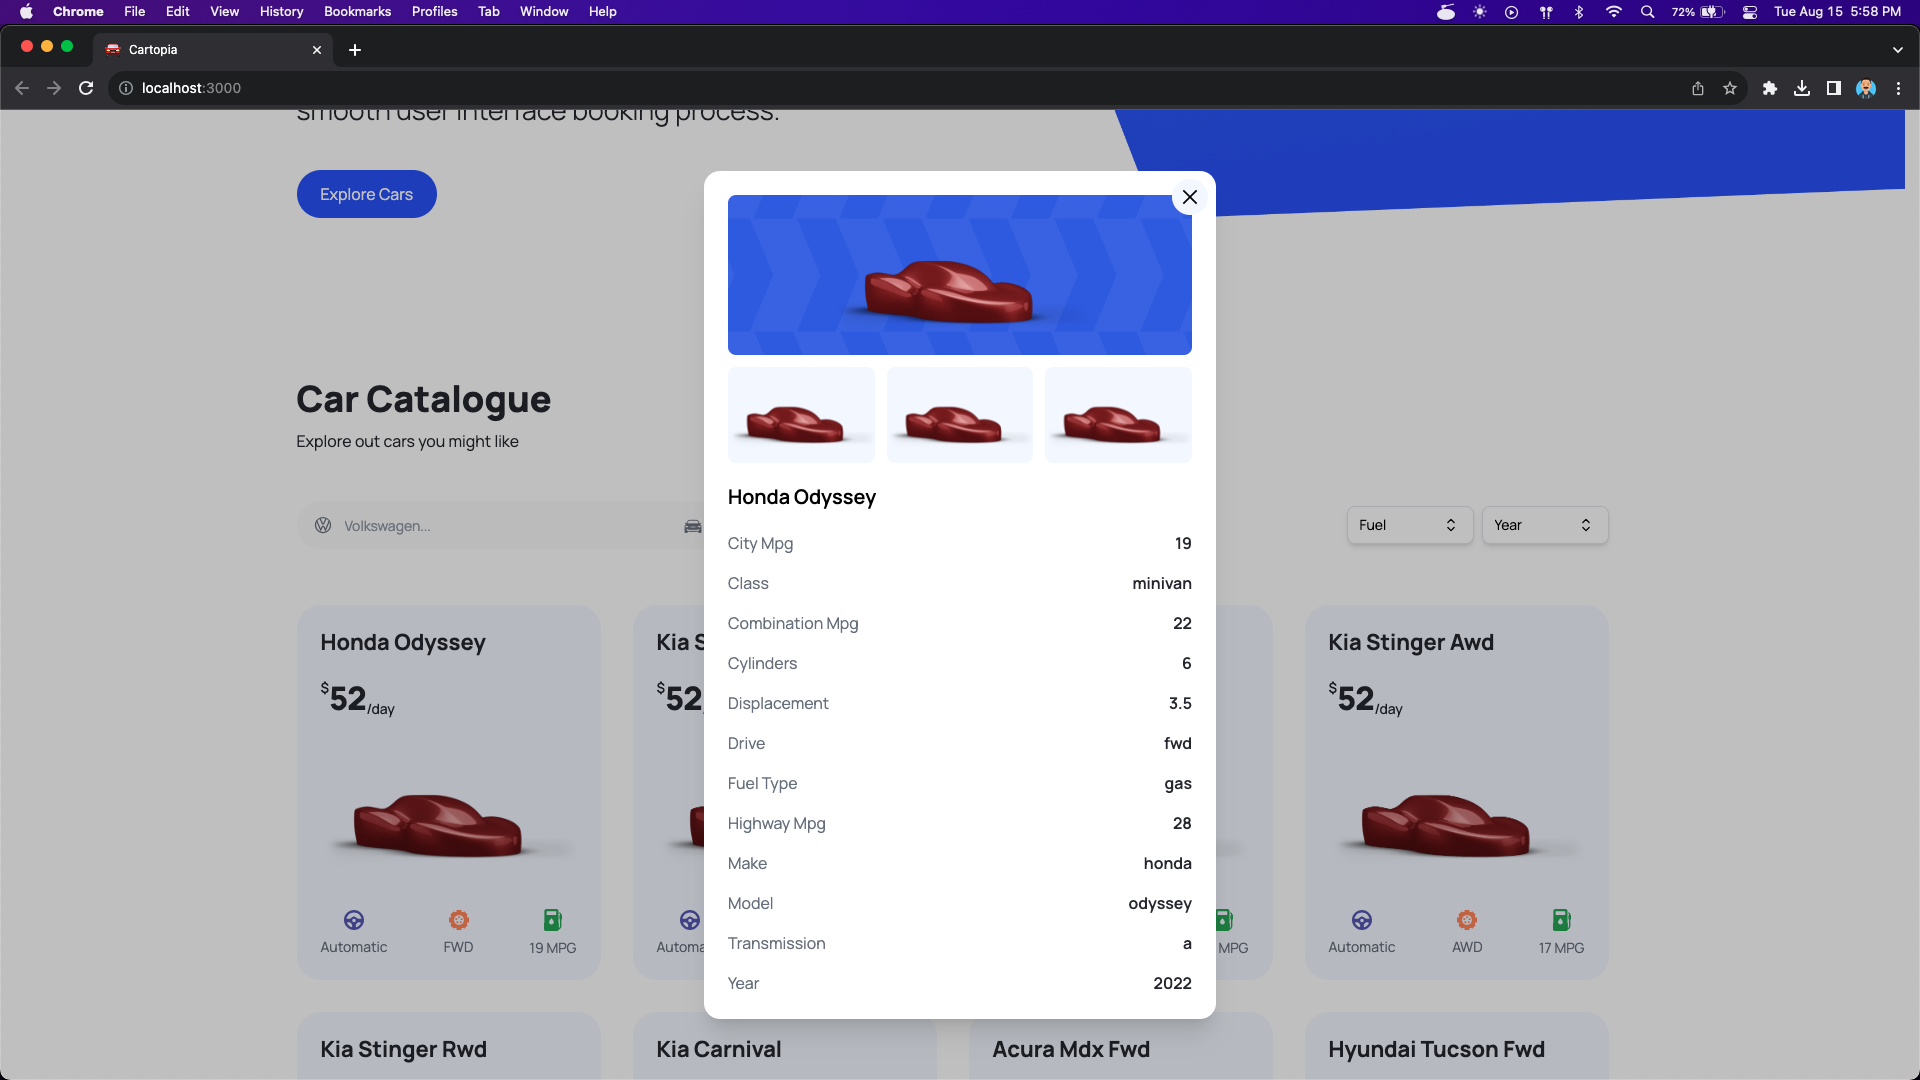 Chrome File Edit View History Bookmarks Profiles Tab Window Help 72% Tue Aug 15 5:58 PM
Cartopia
localhost:3000
smooth user interface booking process.
Explore Cars
Car Catalogue
Explore out cars you might like
Volkswagen...
Fuel
Year
Honda Odyssey
City Mpg 19
Class minivan
Combination Mpg 22
Cylinders 6
Displacement 3.5
Drive fwd
Fuel Type gas
Highway Mpg 28
Make honda
Model odyssey
Transmission a
Year 2022
Honda Odyssey
$52/day
Automatic FWD 19 MPG
Kia S
$52
Automa
MPG
Kia Stinger Awd
$52/day
Automatic AWD 17 MPG
Kia Stinger Rwd
Kia Carnival
Acura Mdx Fwd
Hyundai Tucson Fwd